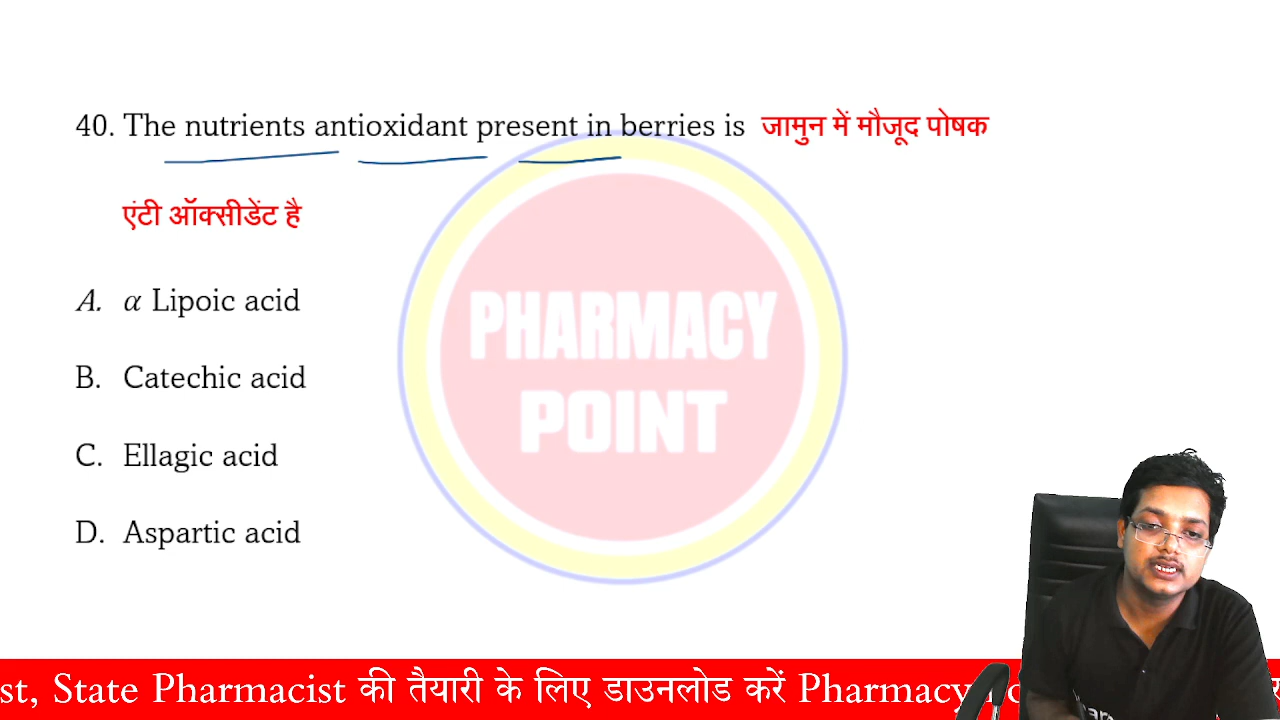 40. The nutrients antioxidant present in berries is जामुन में मौजूद पोषक
एंटी ऑक्सीडेंट है
A. α Lipoic acid
B. Catechic acid
C. Ellagic acid
D. Aspartic acid
PHARMACY
POINT
st, State Pharmacist की तैयारी के लिए डाउनलोड करें Pharmacy